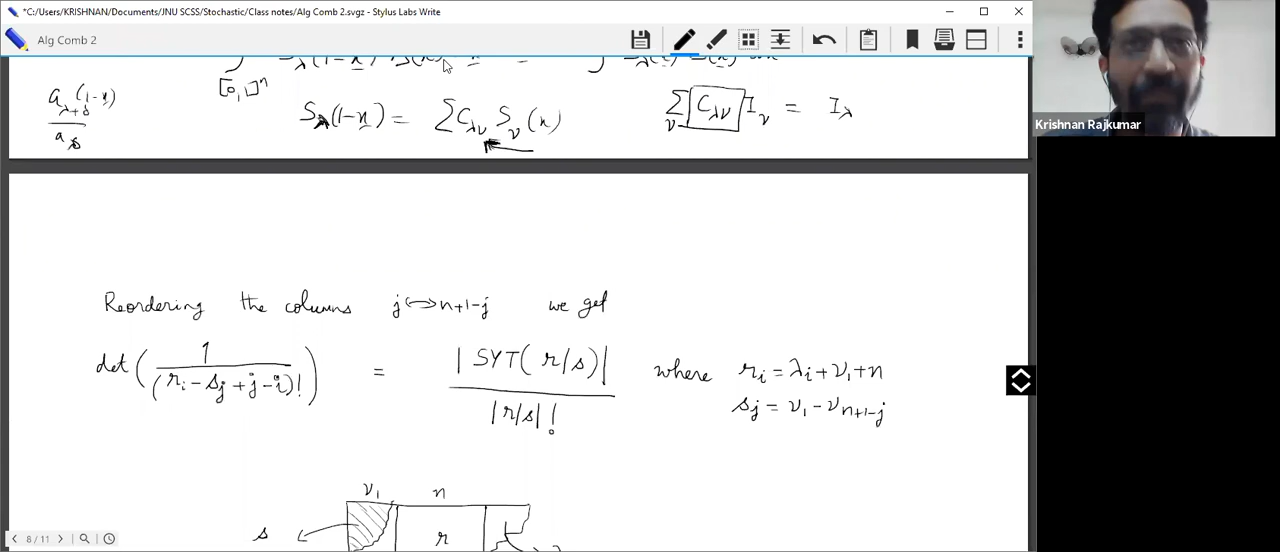 *C:/Users/KRISHNAN/Documents/JNU SCSS/Stochastic/Class notes/Alg Comb 2.svgz - Stylus Labs Write
Alg Comb 2
[0,1]^n
a_{λ+δ}(1-x) / a_δ
S_λ(1-x) = Σ C_{λν} S_ν(x)
Σ_ν C_{λν} I_ν = I_λ
Krishnan Rajkumar
Reordering the columns j ↔ n+1-j we get
det ( 1 / (r_i - s_j + j - i)! ) = |SYT(r/s)| / |r/s|! where r_i = λ_i + ν_1 + n
s_j = ν_1 - ν_{n+1-j}
ν_1 n
s r
8 / 11